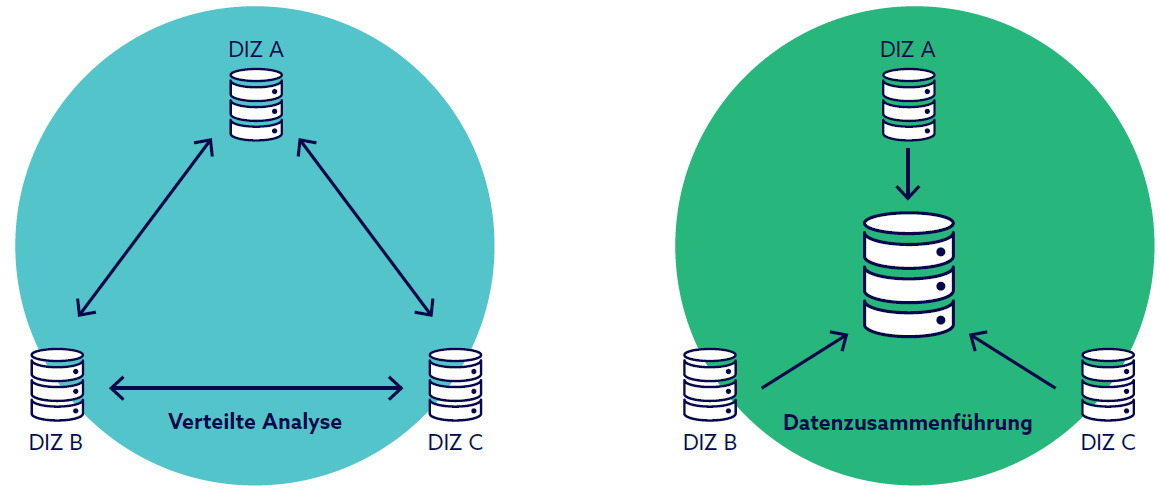 DIZ A
Verteilte Analyse
DIZ B
DIZ C
DIZ A
Datenzusammenführung
DIZ B
DIZ C